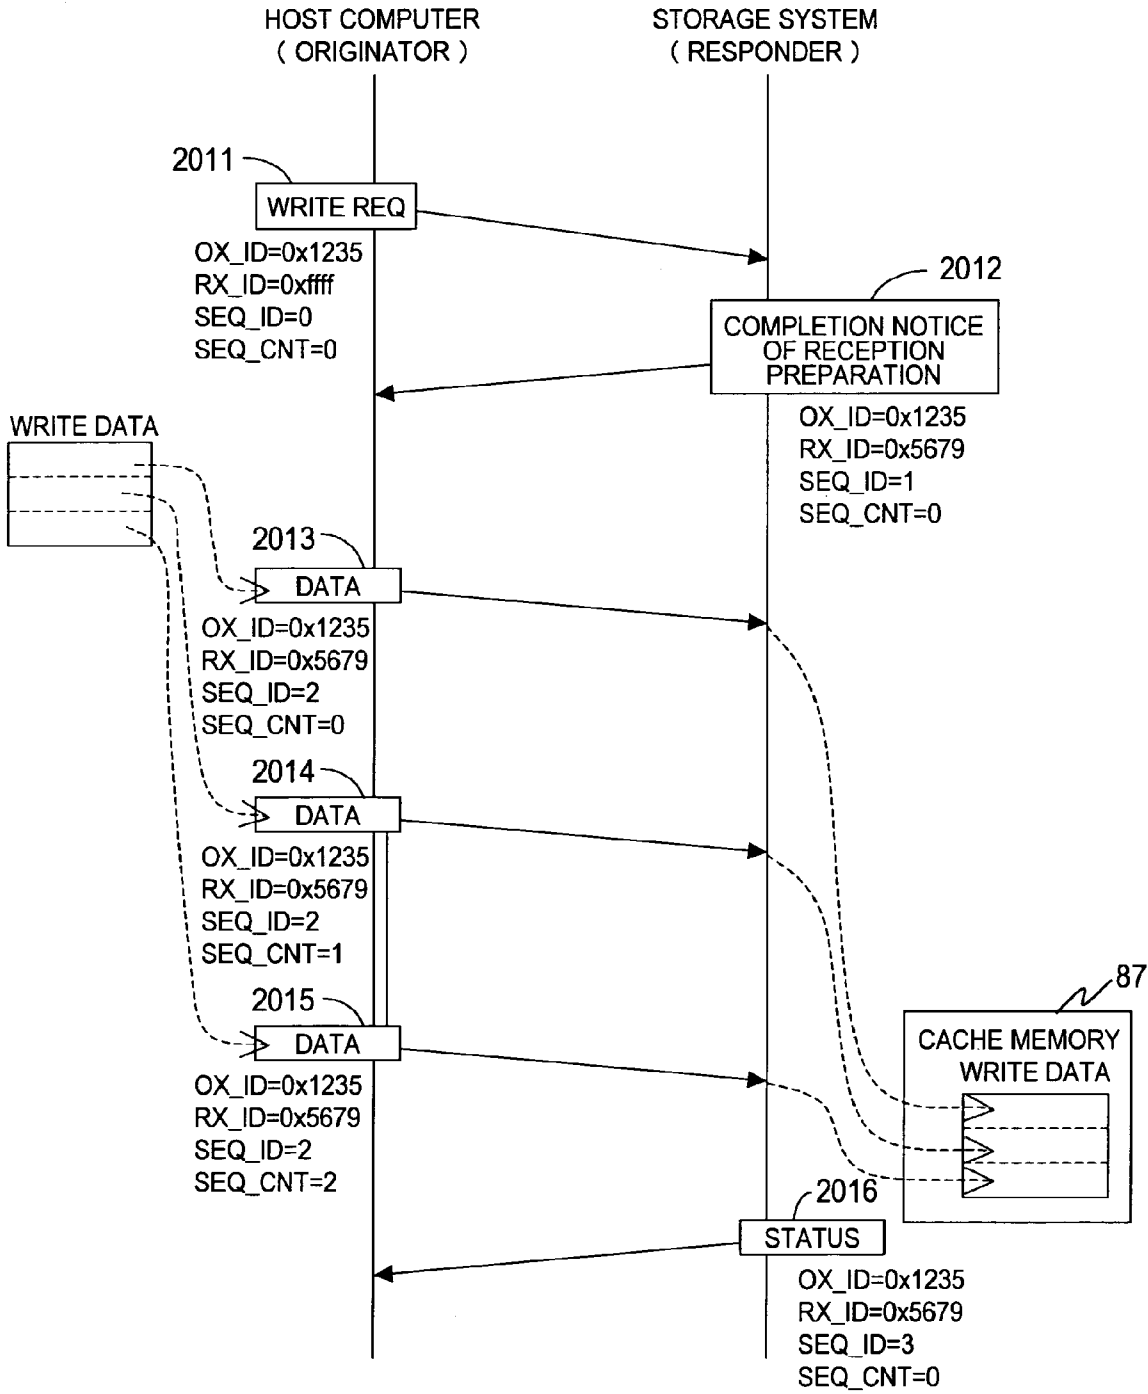 HOST COMPUTER
( ORIGINATOR )
STORAGE SYSTEM
( RESPONDER )
2011
WRITE REQ
OX_ID=0x1235
RX_ID=0xffff
SEQ_ID=0
SEQ_CNT=0
2012
COMPLETION NOTICE
OF RECEPTION
PREPARATION
OX_ID=0x1235
RX_ID=0x5679
SEQ_ID=1
SEQ_CNT=0
WRITE DATA
2013
DATA
OX_ID=0x1235
RX_ID=0x5679
SEQ_ID=2
SEQ_CNT=0
2014
DATA
OX_ID=0x1235
RX_ID=0x5679
SEQ_ID=2
SEQ_CNT=1
2015
DATA
OX_ID=0x1235
RX_ID=0x5679
SEQ_ID=2
SEQ_CNT=2
87
CACHE MEMORY
WRITE DATA
2016
STATUS
OX_ID=0x1235
RX_ID=0x5679
SEQ_ID=3
SEQ_CNT=0